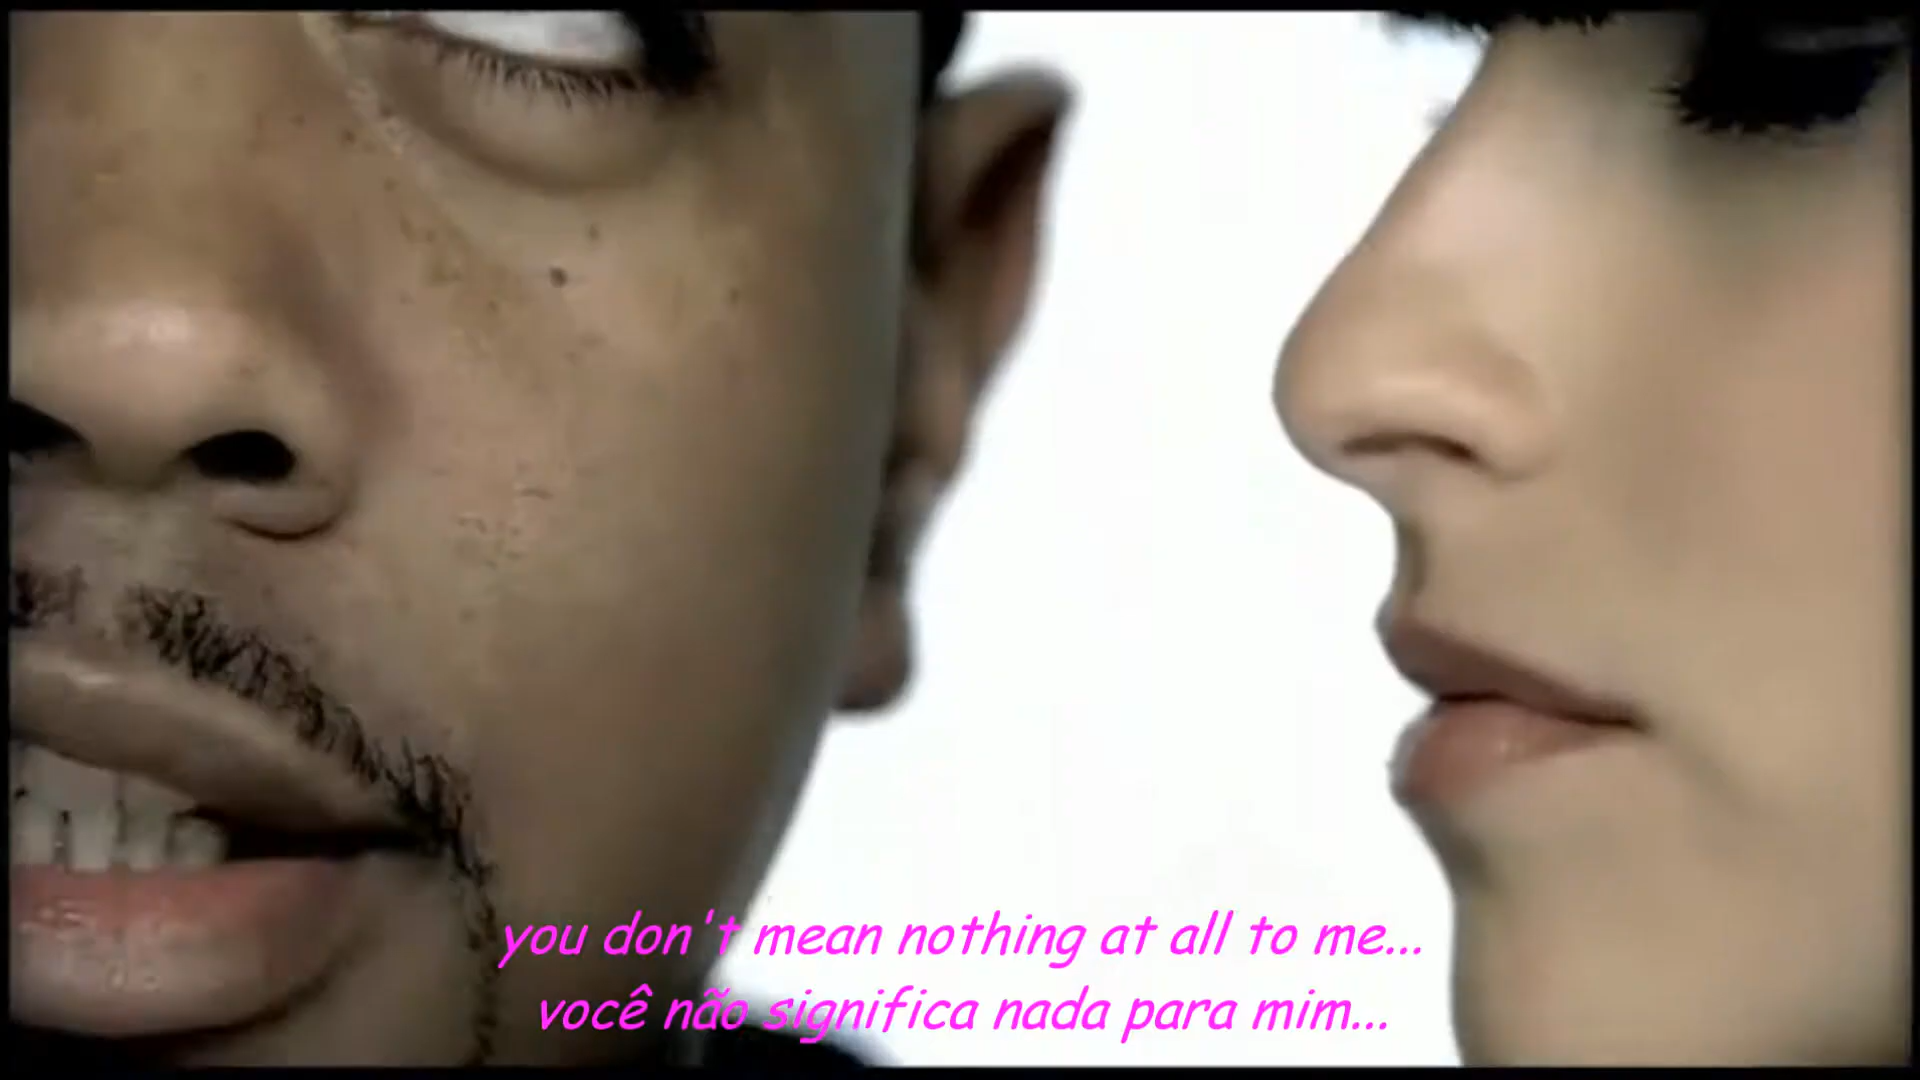 you don't mean nothing at all to me...
você não significa nada para mim...